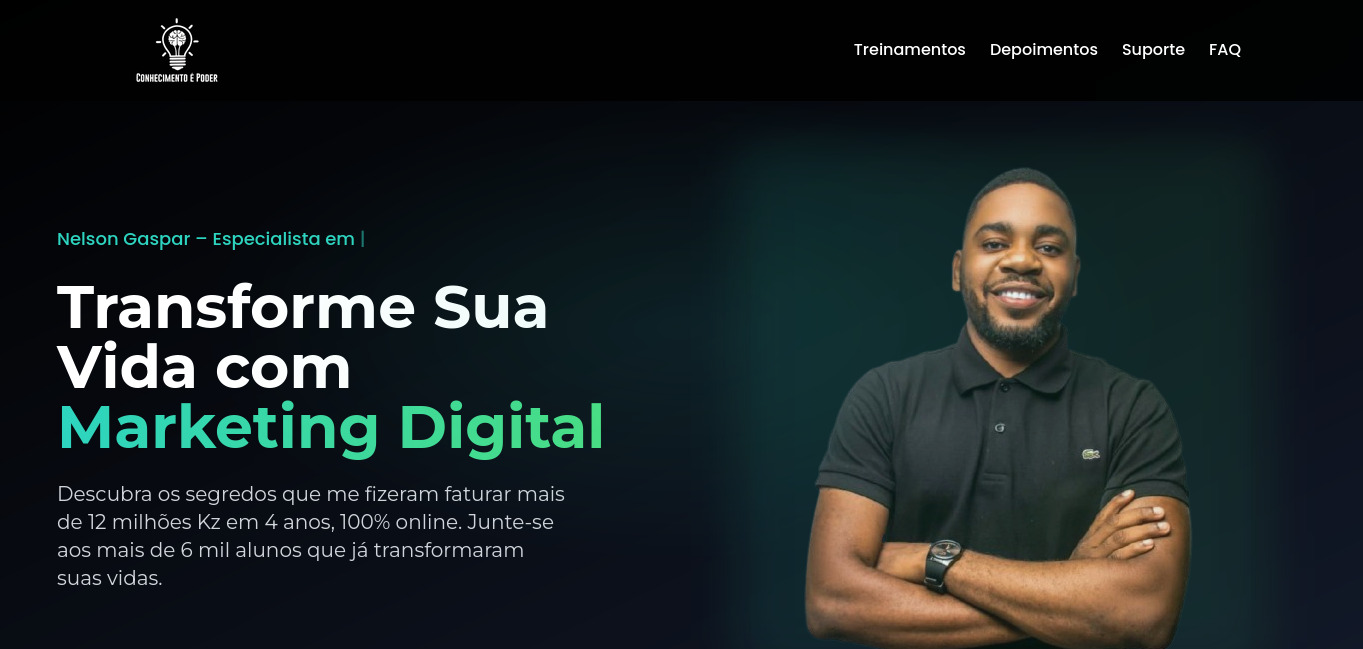 CONHECIMENTO É PODER
Treinamentos Depoimentos Suporte FAQ
Nelson Gaspar – Especialista em |
Transforme Sua
Vida com
Marketing Digital
Descubra os segredos que me fizeram faturar mais
de 12 milhões Kz em 4 anos, 100% online. Junte-se
aos mais de 6 mil alunos que já transformaram
suas vidas.